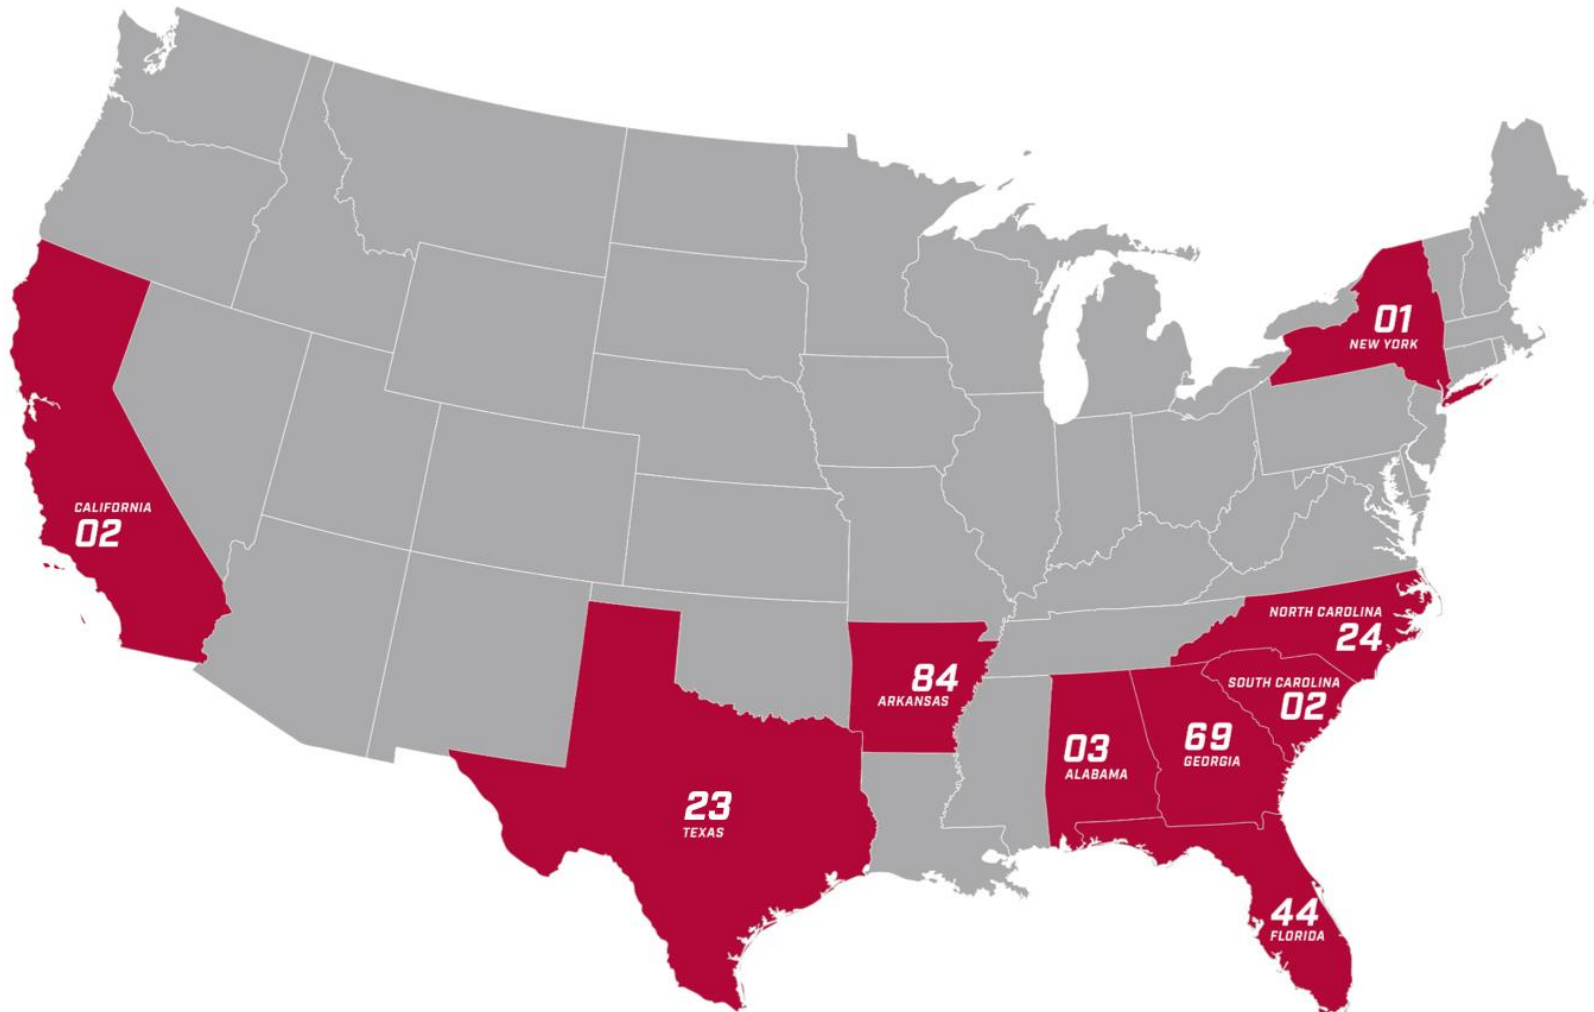 01
NEW YORK
CALIFORNIA
02
NORTH CAROLINA
24
84
ARKANSAS
SOUTH CAROLINA
02
69
GEORGIA
03
ALABAMA
23
TEXAS
44
FLORIDA